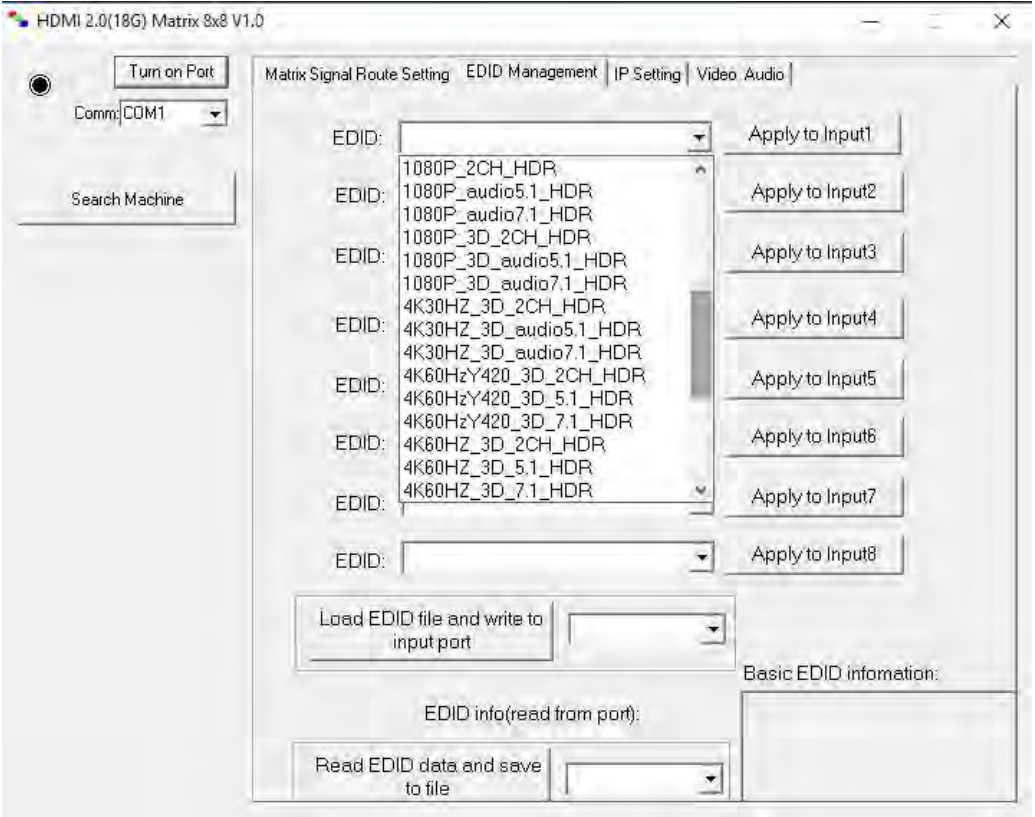 HDMI 2.0(18G) Matrix 8x8 V1.0
Turn on Port
Comm: COM1
Search Machine
Matrix Signal Route Setting EDID Management IP Setting Video Audio
EDID: Apply to Input1
1080P_2CH_HDR
1080P_audio5.1_HDR
EDID: Apply to Input2
1080P_audio7.1_HDR
1080P_3D_2CH_HDR
EDID: Apply to Input3
1080P_3D_audio5.1_HDR
1080P_3D_audio7.1_HDR
4K30HZ_3D_2CH_HDR
EDID: Apply to Input4
4K30HZ_3D_audio5.1_HDR
4K30HZ_3D_audio7.1_HDR
4K60HzY420_3D_2CH_HDR
EDID: Apply to Input5
4K60HzY420_3D_5.1_HDR
4K60HzY420_3D_7.1_HDR
EDID: Apply to Input6
4K60HZ_3D_2CH_HDR
4K60HZ_3D_5.1_HDR
4K60HZ_3D_7.1_HDR
EDID: Apply to Input7
EDID: Apply to Input8
Load EDID file and write to
input port
Basic EDID infomation:
EDID info(read from port):
Read EDID data and save
to file